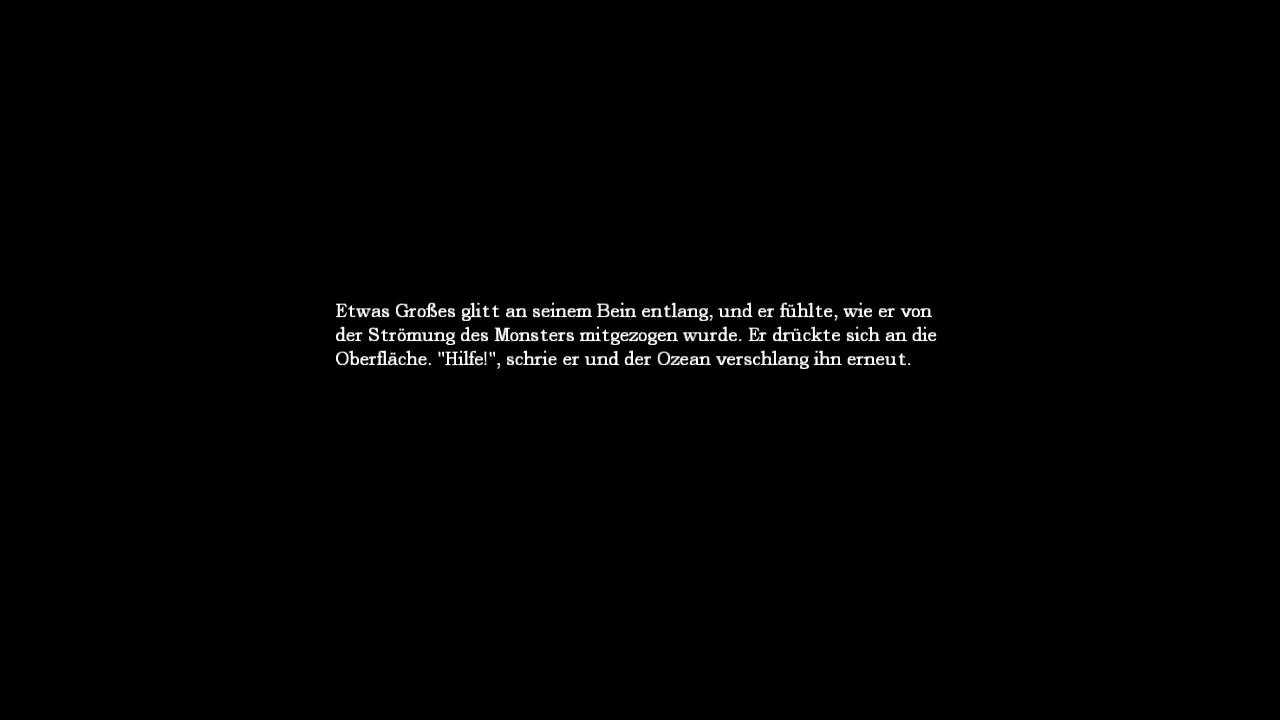 Etwas Großes glitt an seinem Bein entlang, und er fühlte, wie er von
der Strömung des Monsters mitgezogen wurde. Er drückte sich an die
Oberfläche. "Hilfe!", schrie er und der Ozean verschlang ihn erneut.